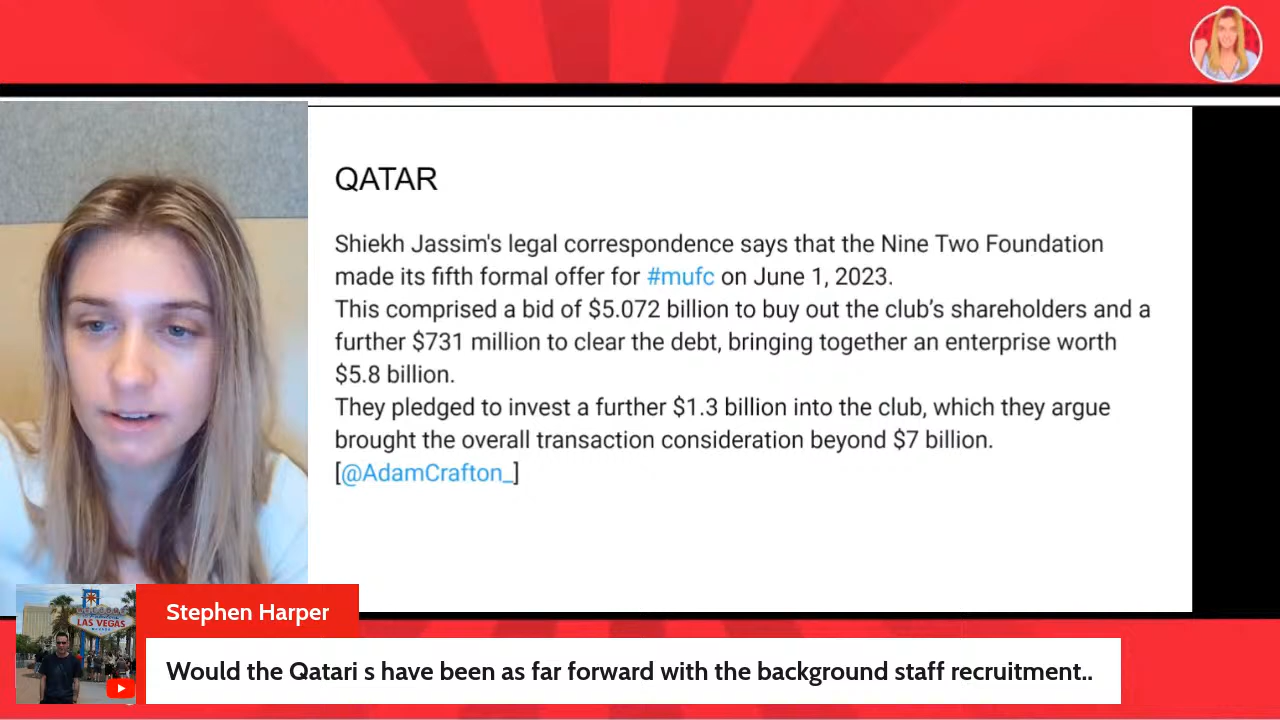 QATAR
Shiekh Jassim's legal correspondence says that the Nine Two Foundation
made its fifth formal offer for #mufc on June 1, 2023.
This comprised a bid of $5.072 billion to buy out the club’s shareholders and a
further $731 million to clear the debt, bringing together an enterprise worth
$5.8 billion.
They pledged to invest a further $1.3 billion into the club, which they argue
brought the overall transaction consideration beyond $7 billion.
[@AdamCrafton_]
LAS VEGAS
Stephen Harper
Would the Qatari s have been as far forward with the background staff recruitment..